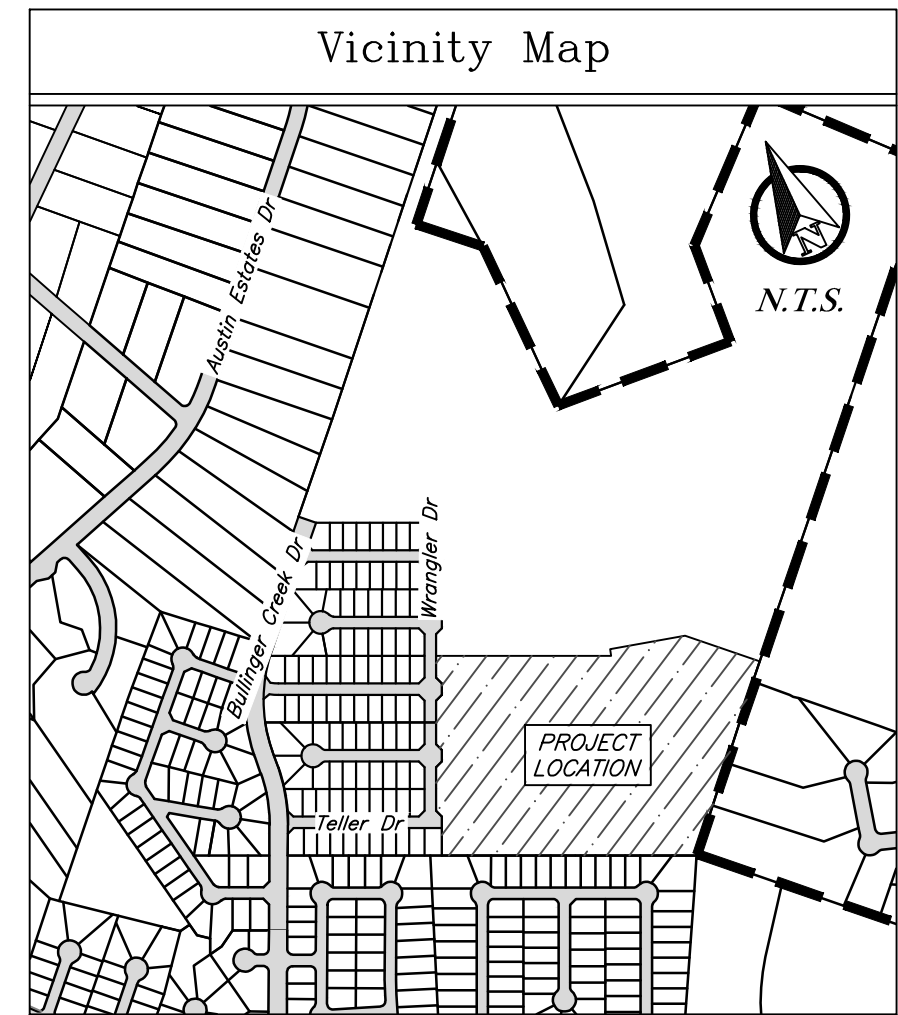 Vicinity Map
Austin Estates Dr
N
N.T.S.
Wrangler Dr
Bullinger Creek Dr
PROJECT
LOCATION
Teller Dr